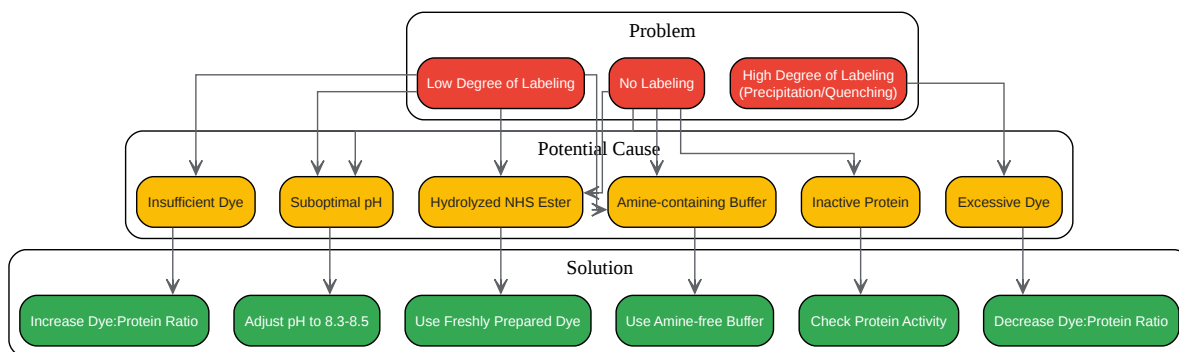 Problem
Low Degree of Labeling
No Labeling
High Degree of Labeling
(Precipitation/Quenching)
Potential Cause
Insufficient Dye
Suboptimal pH
Hydrolyzed NHS Ester
Amine-containing Buffer
Inactive Protein
Excessive Dye
Solution
Increase Dye:Protein Ratio
Adjust pH to 8.3-8.5
Use Freshly Prepared Dye
Use Amine-free Buffer
Check Protein Activity
Decrease Dye:Protein Ratio